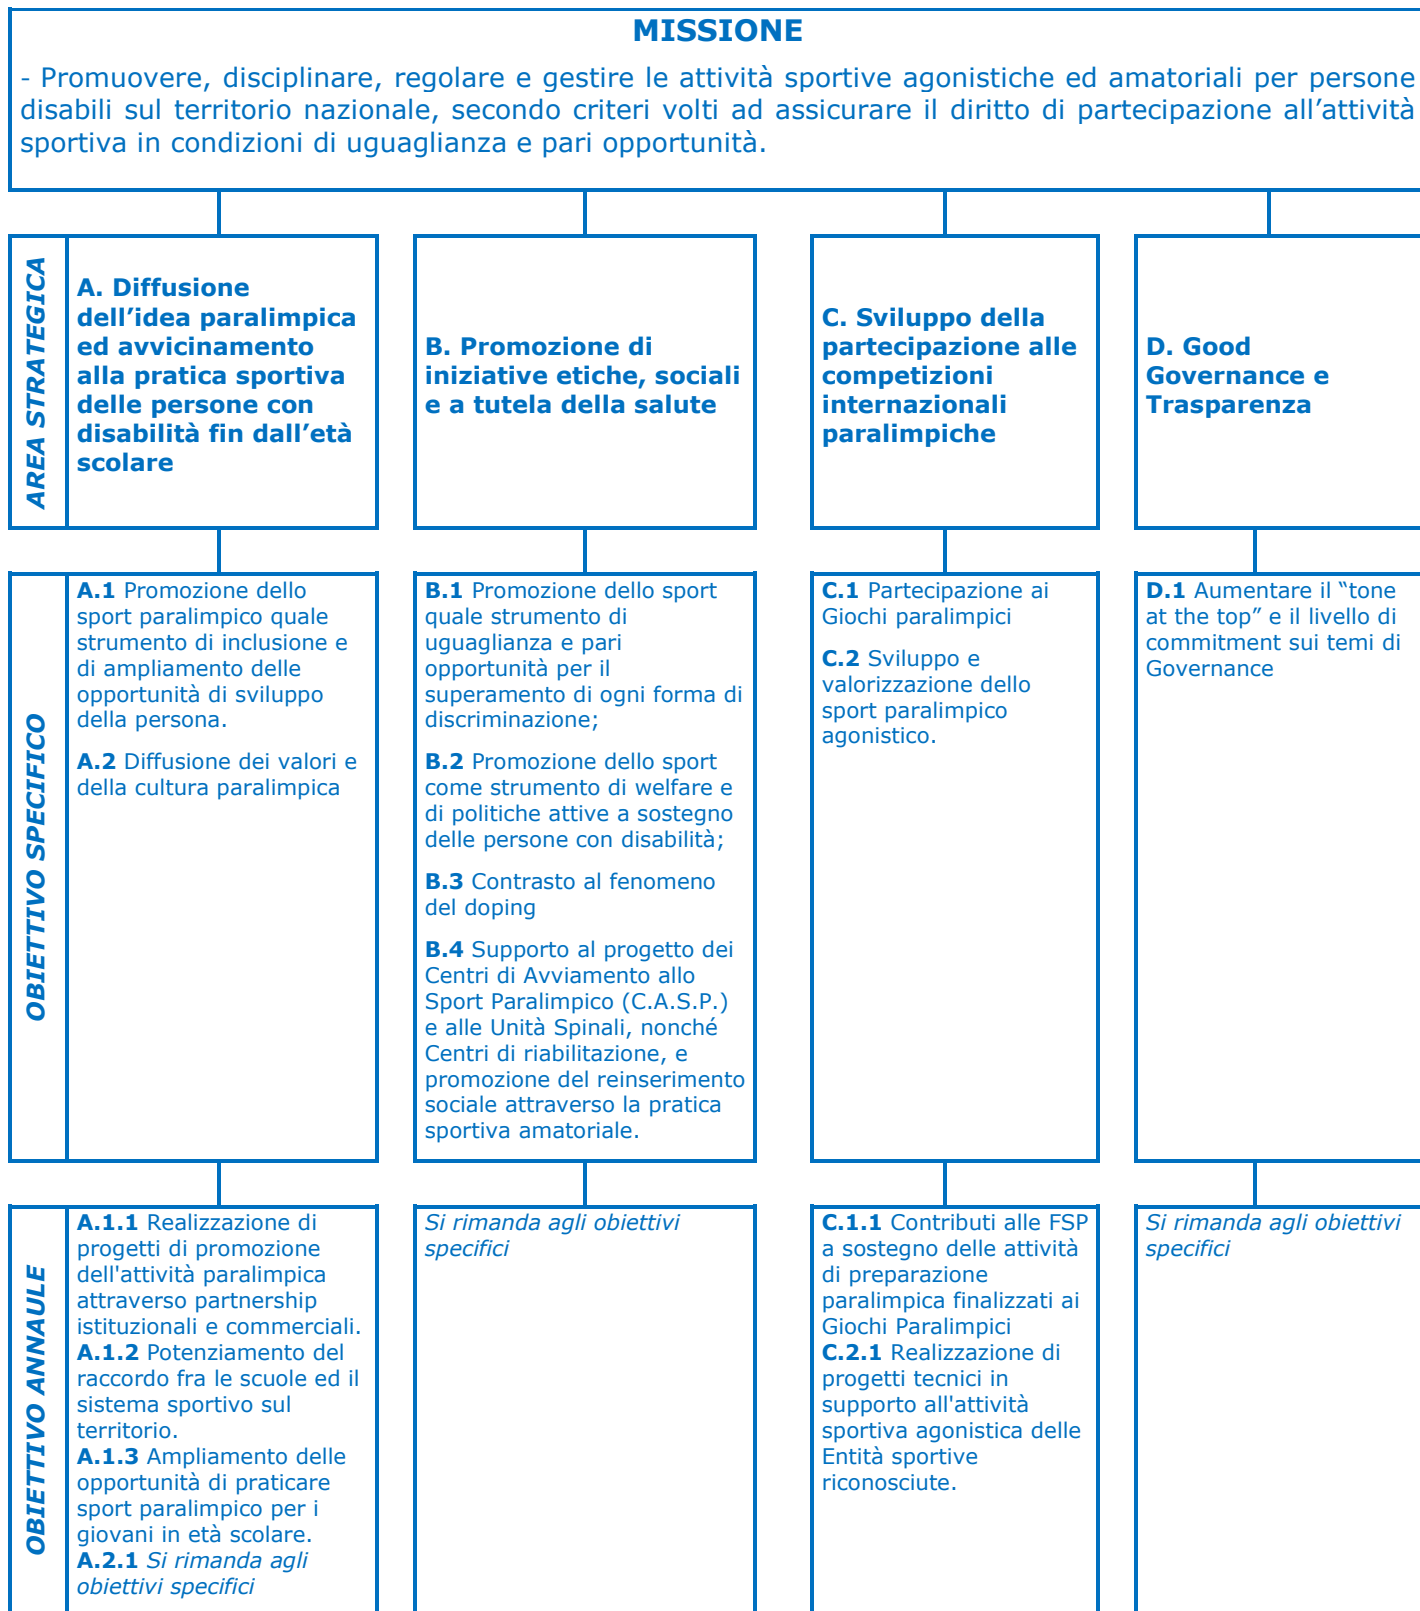 MISSIONE
- Promuovere, disciplinare, regolare e gestire le attività sportive agonistiche ed amatoriali per persone
disabili sul territorio nazionale, secondo criteri volti ad assicurare il diritto di partecipazione all’attività
sportiva in condizioni di uguaglianza e pari opportunità.
AREA STRATEGICA
A. Diffusione
dell’idea paralimpica
ed avvicinamento
alla pratica sportiva
delle persone con
disabilità fin dall’età
scolare
B. Promozione di
iniziative etiche, sociali
e a tutela della salute
C. Sviluppo della
partecipazione alle
competizioni
internazionali
paralimpiche
D. Good
Governance e
Trasparenza
OBIETTIVO SPECIFICO
A.1 Promozione dello
sport paralimpico quale
strumento di inclusione e
di ampliamento delle
opportunità di sviluppo
della persona.
A.2 Diffusione dei valori e
della cultura paralimpica
B.1 Promozione dello sport
quale strumento di
uguaglianza e pari
opportunità per il
superamento di ogni forma di
discriminazione;
B.2 Promozione dello sport
come strumento di welfare e
di politiche attive a sostegno
delle persone con disabilità;
B.3 Contrasto al fenomeno
del doping
B.4 Supporto al progetto dei
Centri di Avviamento allo
Sport Paralimpico (C.A.S.P.)
e alle Unità Spinali, nonché
Centri di riabilitazione, e
promozione del reinserimento
sociale attraverso la pratica
sportiva amatoriale.
C.1 Partecipazione ai
Giochi paralimpici
C.2 Sviluppo e
valorizzazione dello
sport paralimpico
agonistico.
D.1 Aumentare il “tone
at the top” e il livello di
commitment sui temi di
Governance
OBIETTIVO ANNAULE
A.1.1 Realizzazione di
progetti di promozione
dell'attività paralimpica
attraverso partnership
istituzionali e commerciali.
A.1.2 Potenziamento del
raccordo fra le scuole ed il
sistema sportivo sul
territorio.
A.1.3 Ampliamento delle
opportunità di praticare
sport paralimpico per i
giovani in età scolare.
A.2.1 Si rimanda agli
obiettivi specifici
Si rimanda agli obiettivi
specifici
C.1.1 Contributi alle FSP
a sostegno delle attività
di preparazione
paralimpica finalizzati ai
Giochi Paralimpici
C.2.1 Realizzazione di
progetti tecnici in
supporto all'attività
sportiva agonistica delle
Entità sportive
riconosciute.
Si rimanda agli obiettivi
specifici